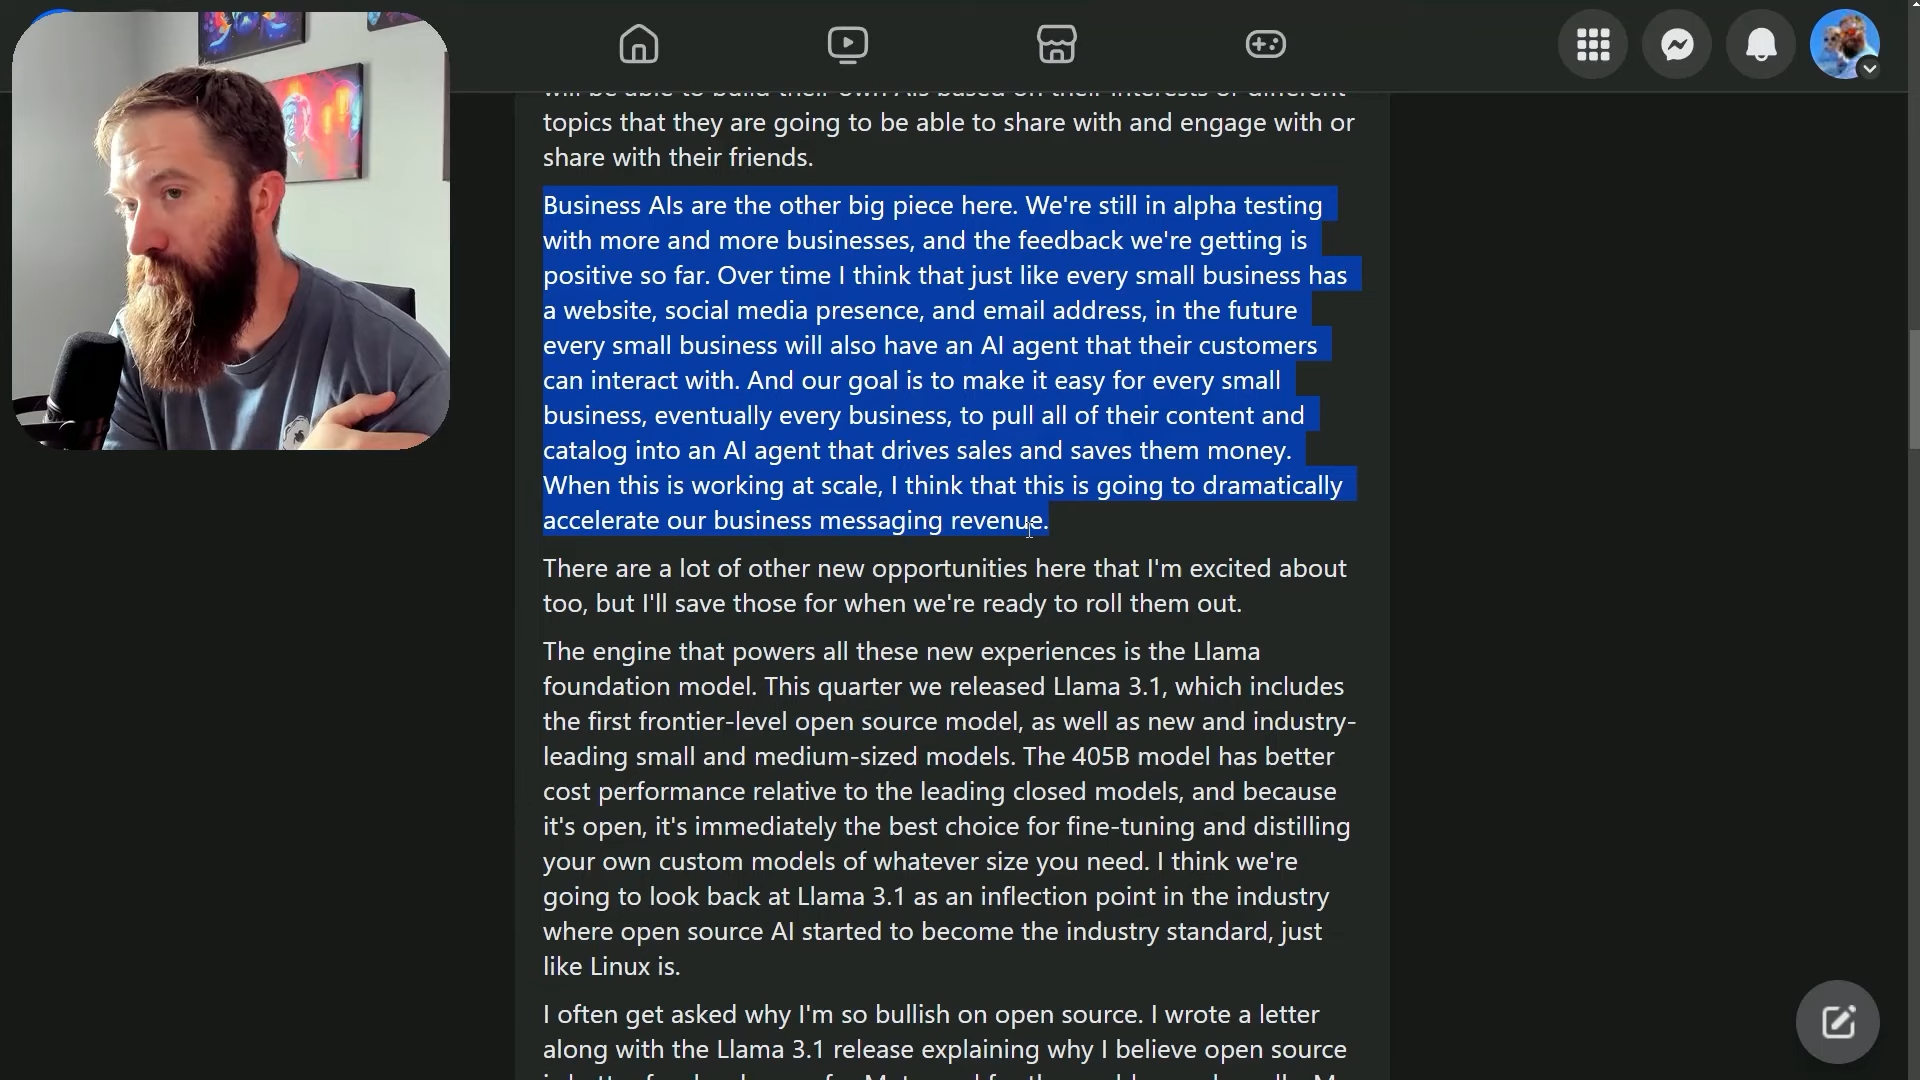 topics that they are going to be able to share with and engage with or
share with their friends.
Business AIs are the other big piece here. We're still in alpha testing
with more and more businesses, and the feedback we're getting is
positive so far. Over time I think that just like every small business has
a website, social media presence, and email address, in the future
every small business will also have an AI agent that their customers
can interact with. And our goal is to make it easy for every small
business, eventually every business, to pull all of their content and
catalog into an AI agent that drives sales and saves them money.
When this is working at scale, I think that this is going to dramatically
accelerate our business messaging revenue.
There are a lot of other new opportunities here that I'm excited about
too, but I'll save those for when we're ready to roll them out.
The engine that powers all these new experiences is the Llama
foundation model. This quarter we released Llama 3.1, which includes
the first frontier-level open source model, as well as new and industry-
leading small and medium-sized models. The 405B model has better
cost performance relative to the leading closed models, and because
it's open, it's immediately the best choice for fine-tuning and distilling
your own custom models of whatever size you need. I think we're
going to look back at Llama 3.1 as an inflection point in the industry
where open source AI started to become the industry standard, just
like Linux is.
I often get asked why I'm so bullish on open source. I wrote a letter
along with the Llama 3.1 release explaining why I believe open source